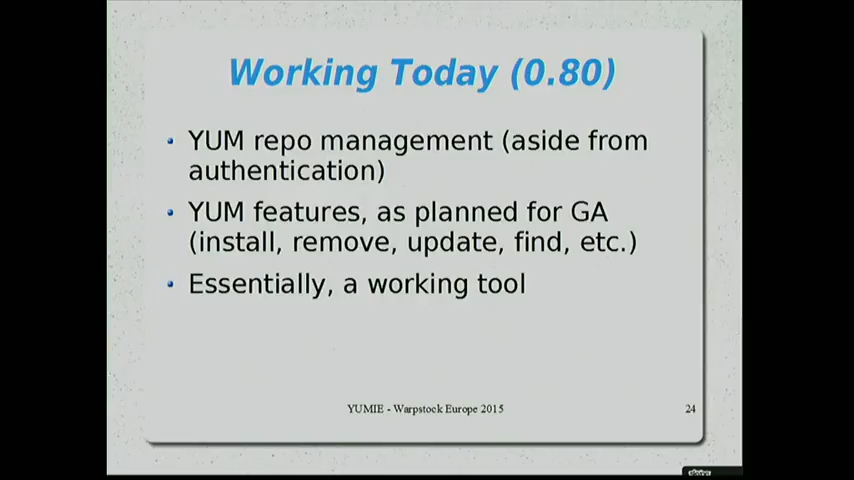 Working Today (0.80)
• YUM repo management (aside from
authentication)
• YUM features, as planned for GA
(install, remove, update, find, etc.)
• Essentially, a working tool
YUMIE - Warpstock Europe 2015
24